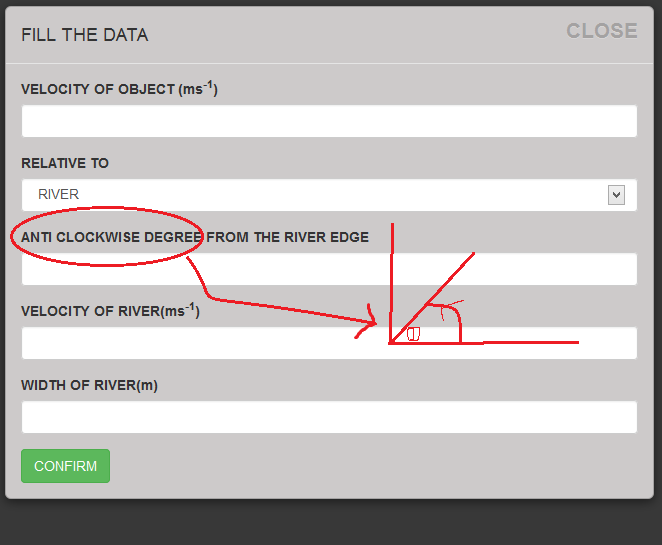 FILL THE DATA
CLOSE
VELOCITY OF OBJECT (ms⁻¹)
RELATIVE TO
RIVER
ANTI CLOCKWISE DEGREE FROM THE RIVER EDGE
VELOCITY OF RIVER(ms⁻¹)
WIDTH OF RIVER(m)
CONFIRM